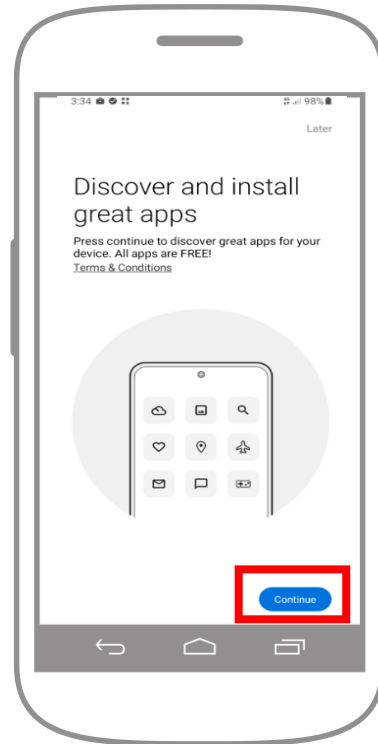 3:34 98%
Later
Discover and install
great apps
Press continue to discover great apps for your
device. All apps are FREE!
Terms & Conditions
Continue